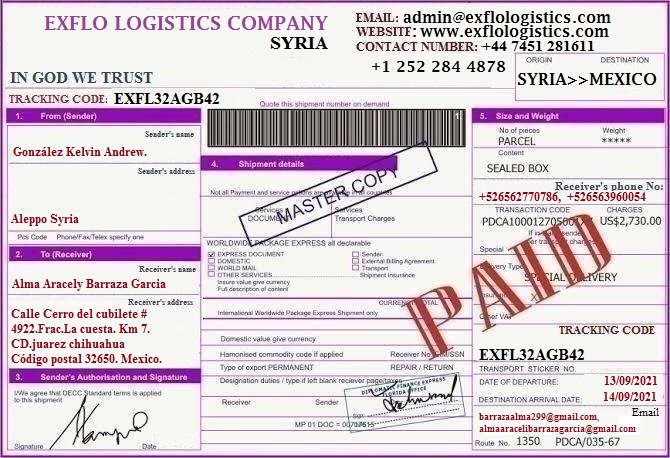 EXFLO LOGISTICS COMPANY
SYRIA
EMAIL: admin@exflologistics.com
WEBSITE: www.exflologistics.com
CONTACT NUMBER: +44 7451 281611
+1 252 284 4878
IN GOD WE TRUST
ORIGIN DESTINATION
SYRIA>>MEXICO
TRACKING CODE: EXFL32AGB42
Quote this shipment number on demand
1
1. From (Sender)
Sender's name
González Kelvin Andrew.
Sender's address
Aleppo Syria
Pcs Code Phone/Fax/Telex specify one
2. To (Receiver)
Receiver's name
Alma Aracely Barraza Garcia
Receiver's address
Calle Cerro del cubilete #
4922.Frac.La cuesta. Km 7.
CD.juarez chihuahua
Código postal 32650. Mexico.
3. Sender's Authorisation and Signature
I/We agree that DECC Standard terms is applied
to this shipment
Signature Date
4. Shipment details
MASTER COPY
Not all Payment and service options are available in all countries
Services
DOCUMENT
Services
Transport Charges
WORLDWIDE PACKAGE EXPRESS all declarable
EXPRESS DOCUMENT
DOMESTIC
WORLD MAIL
OTHER SERVICES
Sender
External Billing Agreement
Transport
Shipment Insurance
Insure value give currency
Full description of content
CURRENCY TOTAL
International Worldwide Package Express Shipment only
Domestic value give currency
Harmonised commodity code if applied
Receiver No
Type of export PERMANENT
REPAIR / RETURN
Designation duties / type if left blank reciever pide/taxes
Receiver Sender
DIPLOMATIC FINANCE EXPRESS
FLORIDA OFFICE
MP 01 DOC =
PAID
5. Size and Weight
No of pieces Weight
PARCEL *****
Content
SEALED BOX
Receiver's phone No:
+526562770786, +526563960054
TRANSACTION CODE CHARGES
US$2,730.00
Special
Delivery Type
SPECIAL DELIVERY
TRACKING CODE
EXFL32AGB42
TRANSPORT STICKER NO.
DATE OF DEPARTURE: 13/09/2021
DESTINATION ARRIVAL DATE: 14/09/2021
Email
barrazaalma299@gmail.com,
almaaracelibarrazagarcia@gmail.com
Route No. 1350 PDCA/035-67